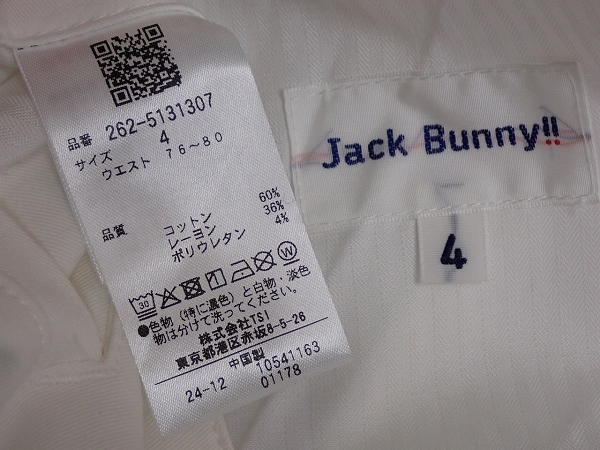 品番 262-5131307
サイズ 4
ウエスト 76～80
品質 コットン 60%
レーヨン 36%
ポリウレタン 4%
30
W
●色物（特に濃色）と白物・淡色
物は分けて洗ってください
株式会社TSI
東京都港区赤坂8-5-26
中国製
24-12 10541163
01178
Jack Bunny!!
4